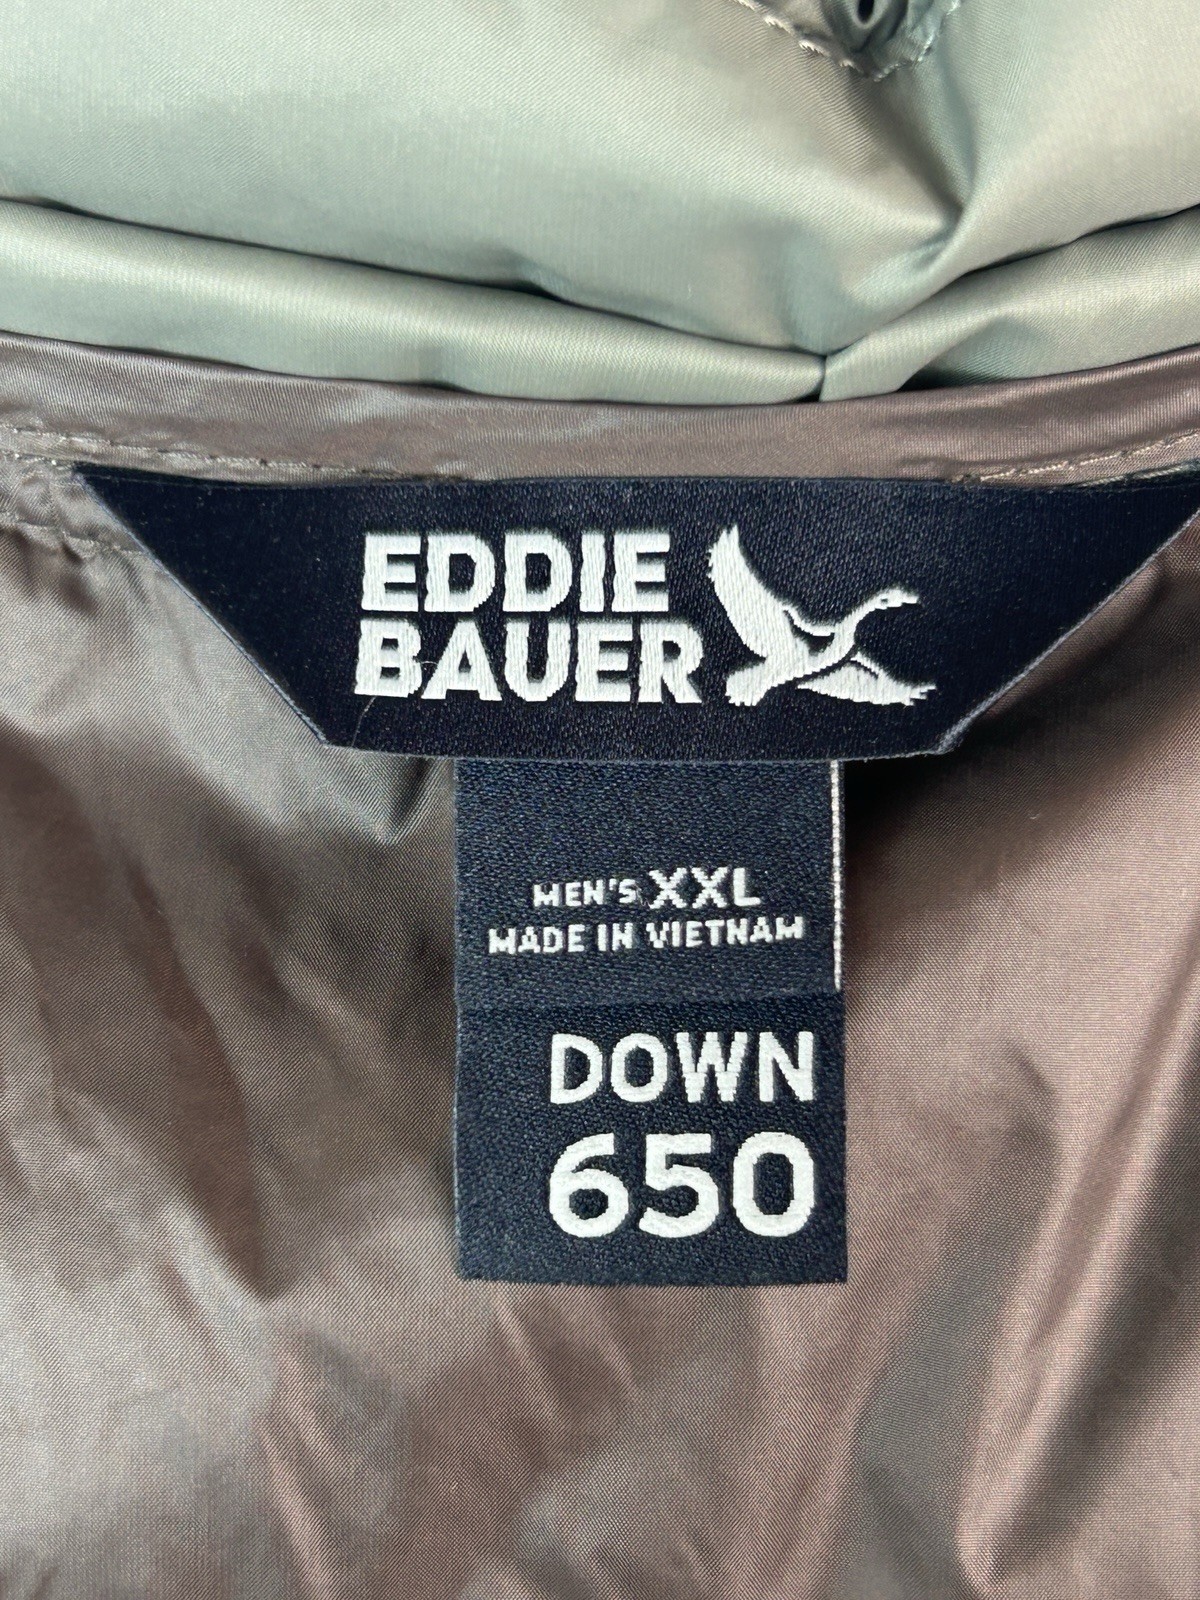 EDDIE
BAUER
MEN'S XXL
MADE IN VIETNAM
DOWN
650